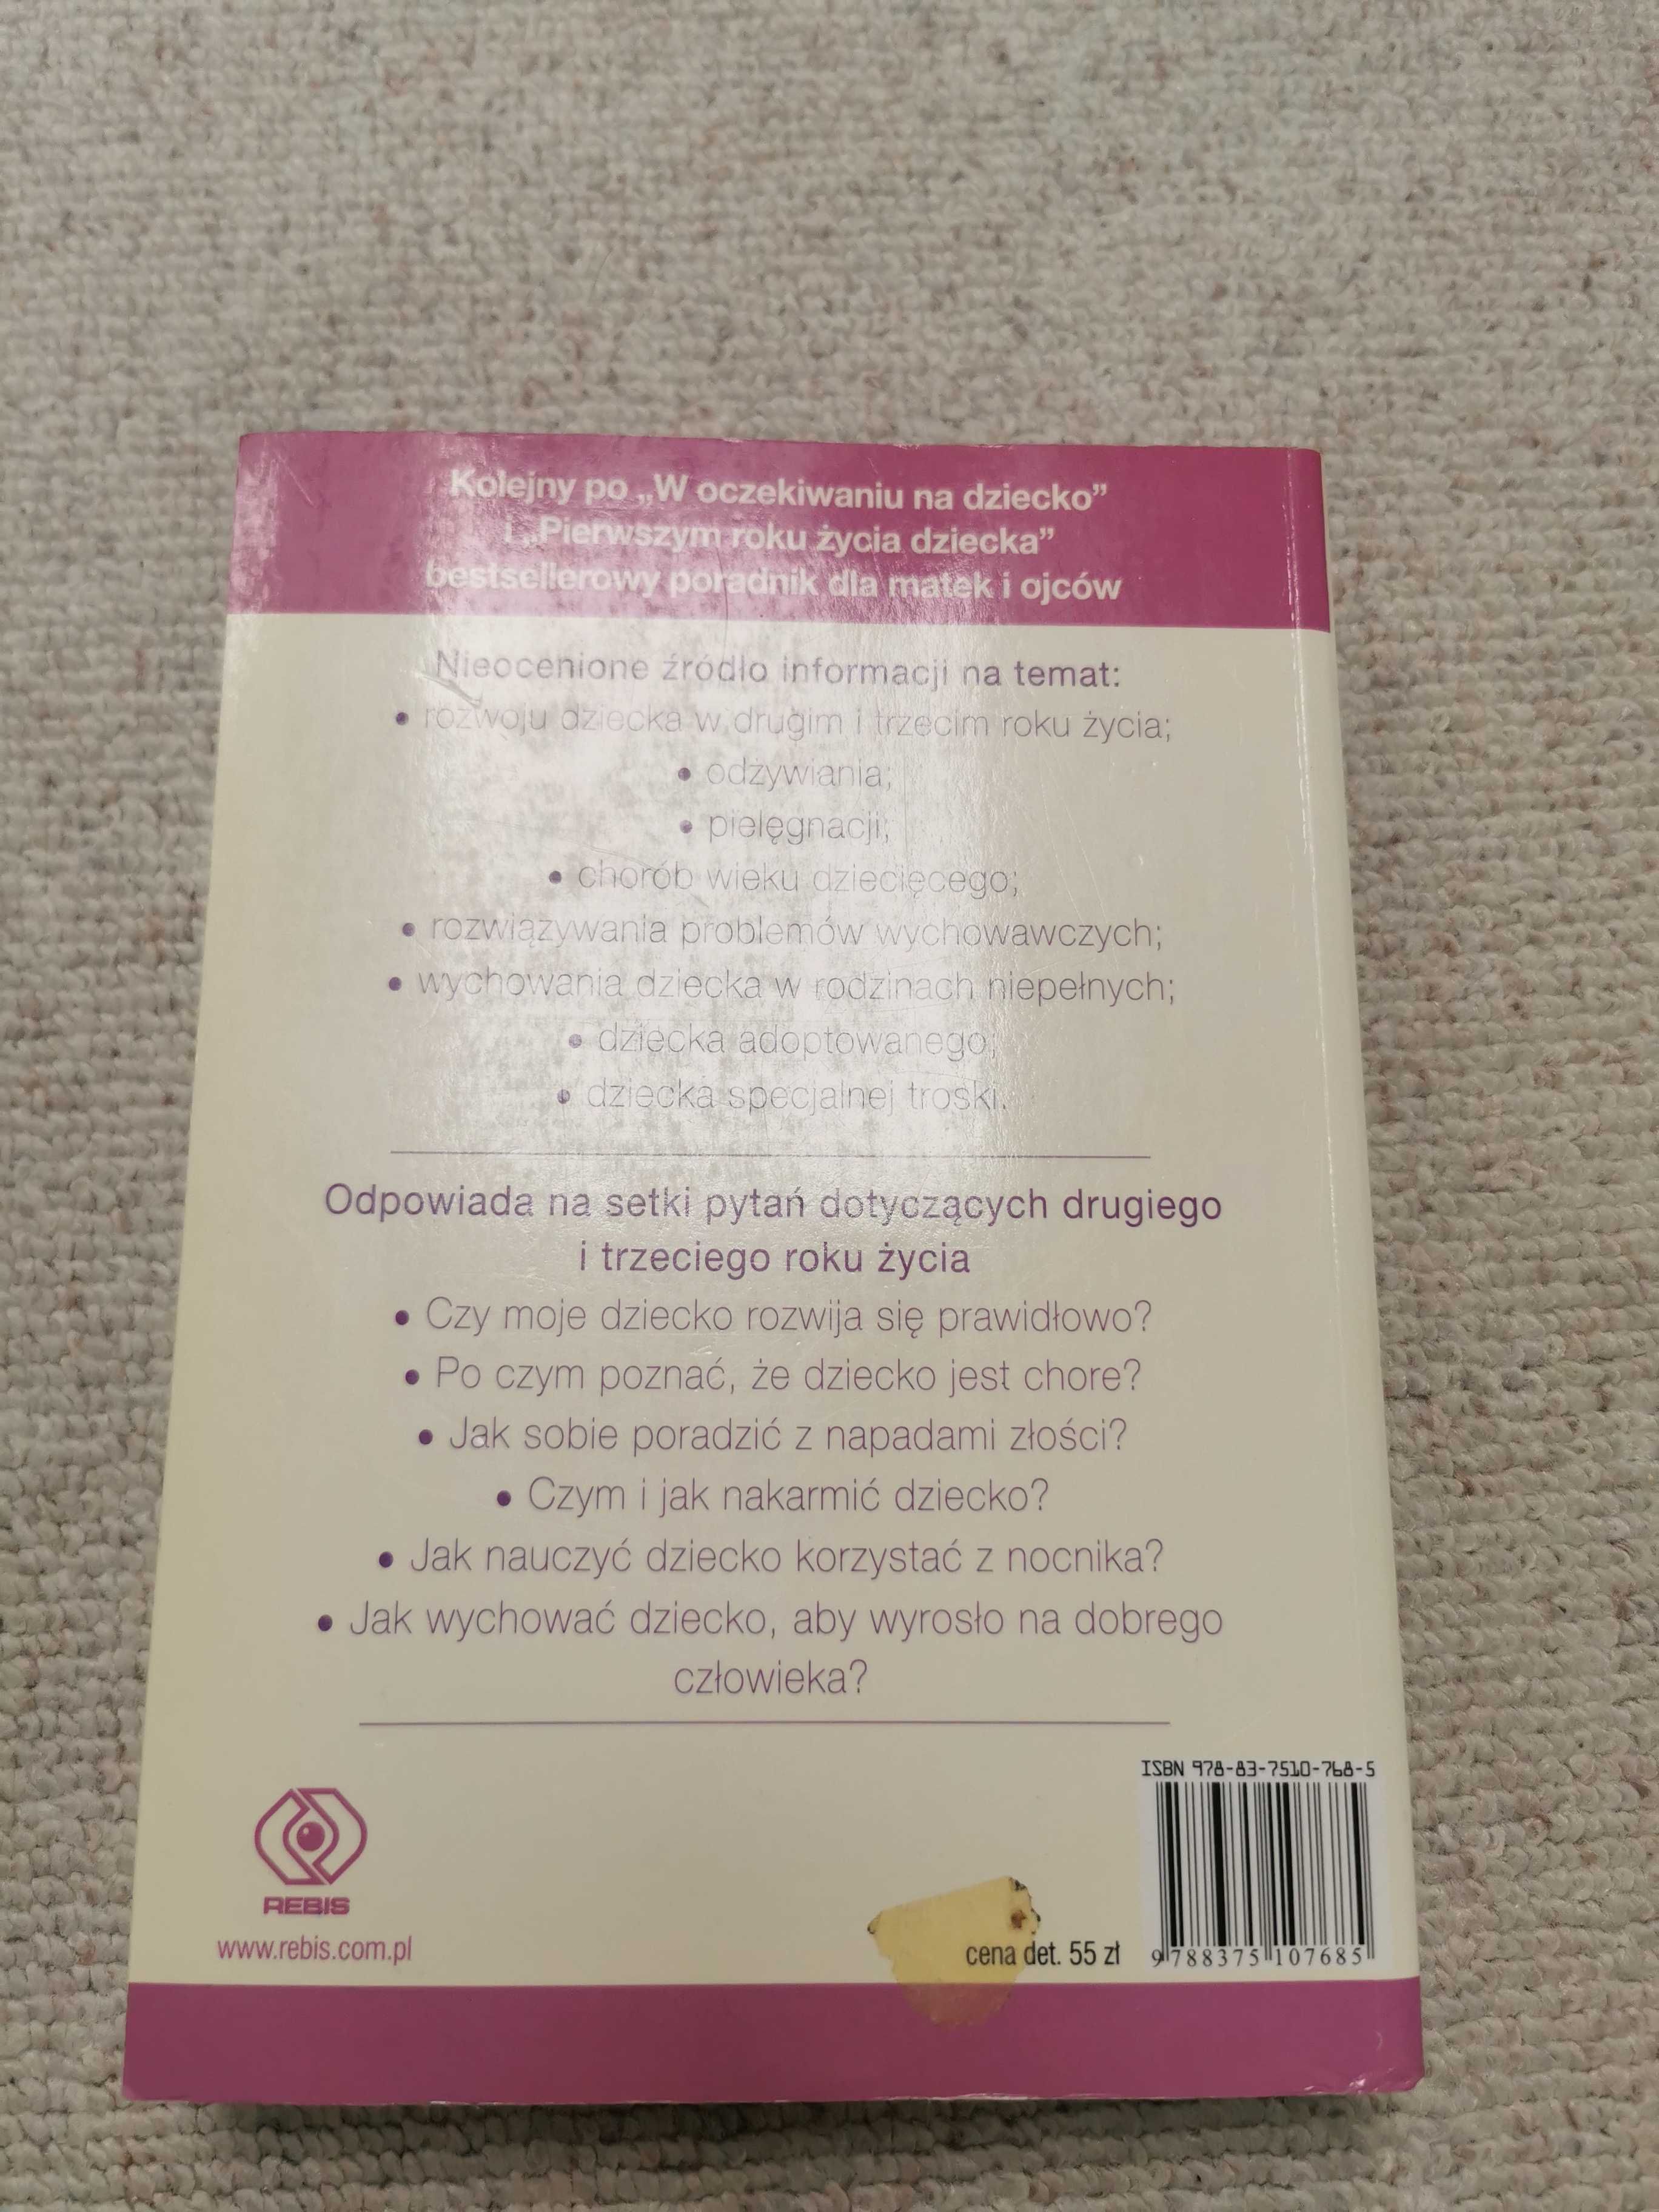 Kolejny po „W oczekiwaniu na dziecko”
i „Pierwszym roku życia dziecka”
bestsellerowy poradnik dla matek i ojców
Nieocenione źródło informacji na temat:
• rozwoju dziecka w drugim i trzecim roku życia;
• odżywiania;
• pielęgnacji;
• chorób wieku dziecięcego;
• rozwiązywania problemów wychowawczych;
• wychowania dziecka w rodzinach niepełnych;
• dziecka adoptowanego;
• dziecka specjalnej troski.
Odpowiada na setki pytań dotyczących drugiego
i trzeciego roku życia
• Czy moje dziecko rozwija się prawidłowo?
• Po czym poznać, że dziecko jest chore?
• Jak sobie poradzić z napadami złości?
• Czym i jak nakarmić dziecko?
• Jak nauczyć dziecko korzystać z nocnika?
• Jak wychować dziecko, aby wyrosło na dobrego
człowieka?
REBIS
www.rebis.com.pl
cena det. 55 zł
ISBN 978-83-7510-768-5
9 788375 107685